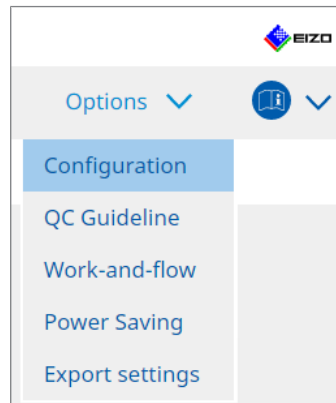 EIZO
Options
Configuration
QC Guideline
Work-and-flow
Power Saving
Export settings